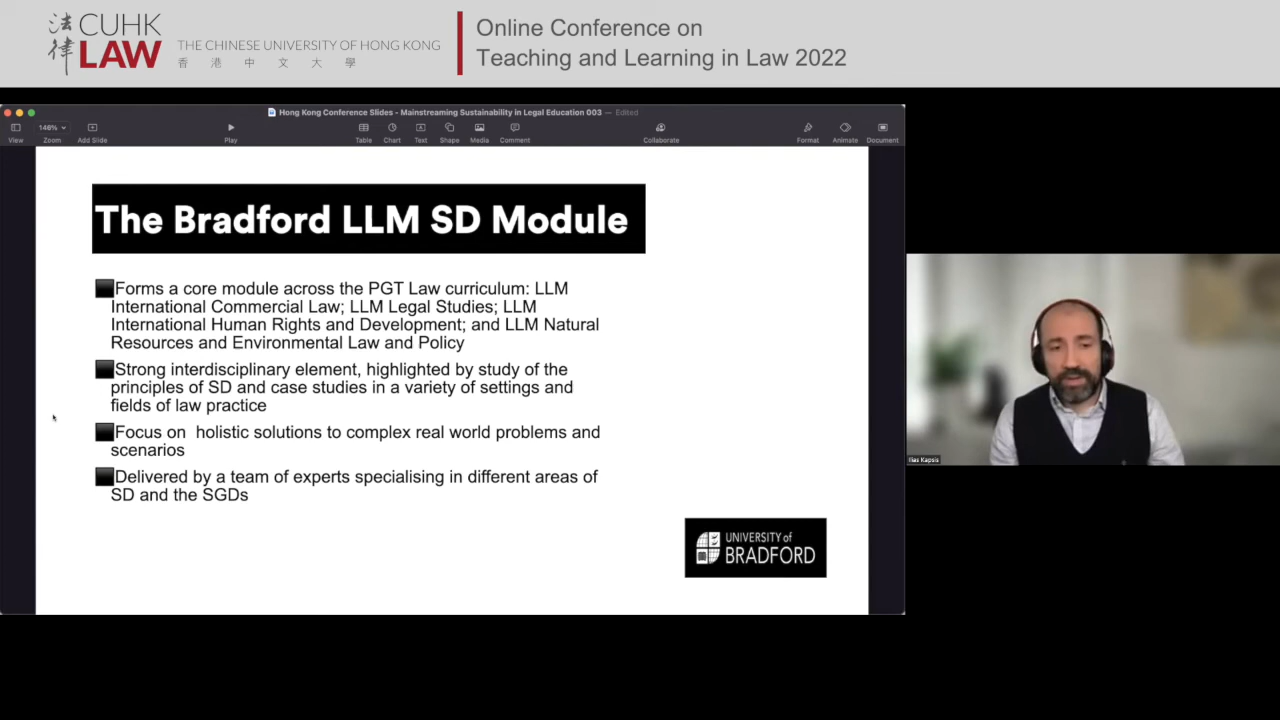 法律
CUHK
LAW
THE CHINESE UNIVERSITY OF HONG KONG
香 港 中 文 大 學
Online Conference on
Teaching and Learning in Law 2022
Hong Kong Conference Slides - Mainstreaming Sustainability in Legal Education 003 — Edited
146%
View Zoom Add Slide Play Table Chart Text Shape Media Comment Collaborate Format Animate Document
The Bradford LLM SD Module
Forms a core module across the PGT Law curriculum: LLM
International Commercial Law; LLM Legal Studies; LLM
International Human Rights and Development; and LLM Natural
Resources and Environmental Law and Policy
Strong interdisciplinary element, highlighted by study of the
principles of SD and case studies in a variety of settings and
fields of law practice
Focus on  holistic solutions to complex real world problems and
scenarios
Delivered by a team of experts specialising in different areas of
SD and the SGDs
UNIVERSITY of
BRADFORD
Ilias Kapsis